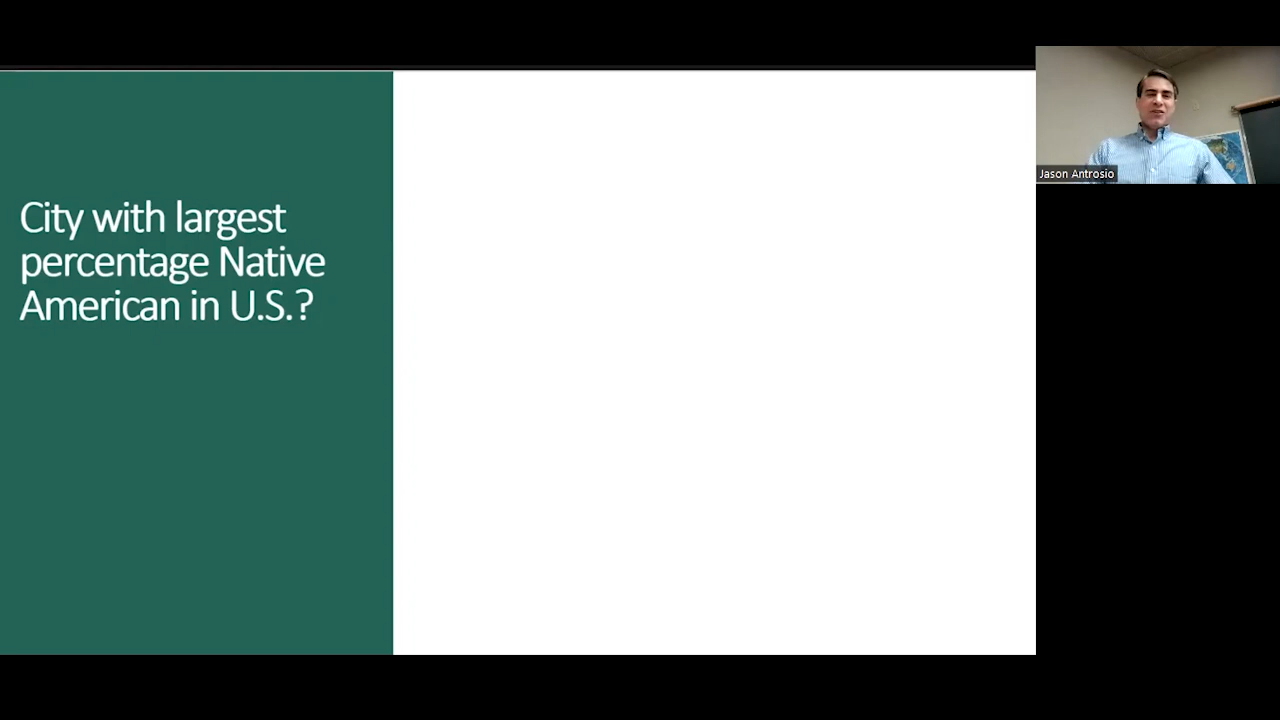 City with largest
percentage Native
American in U.S.?
Jason Antrosio